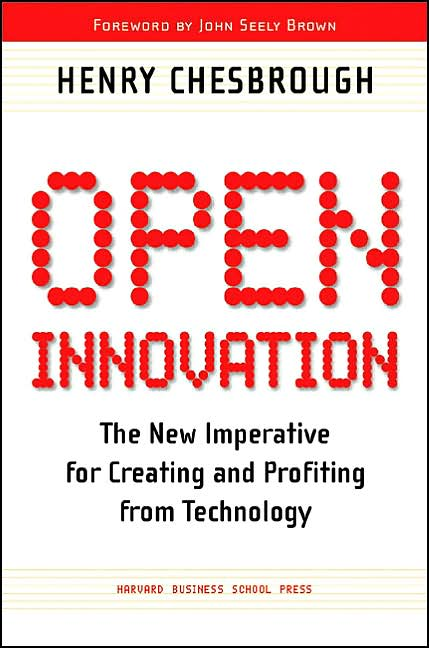 FOREWORD BY JOHN SEELY BROWN
HENRY CHESBROUGH
OPEN
INNOVATION
The New Imperative
for Creating and Profiting
from Technology
HARVARD BUSINESS SCHOOL PRESS